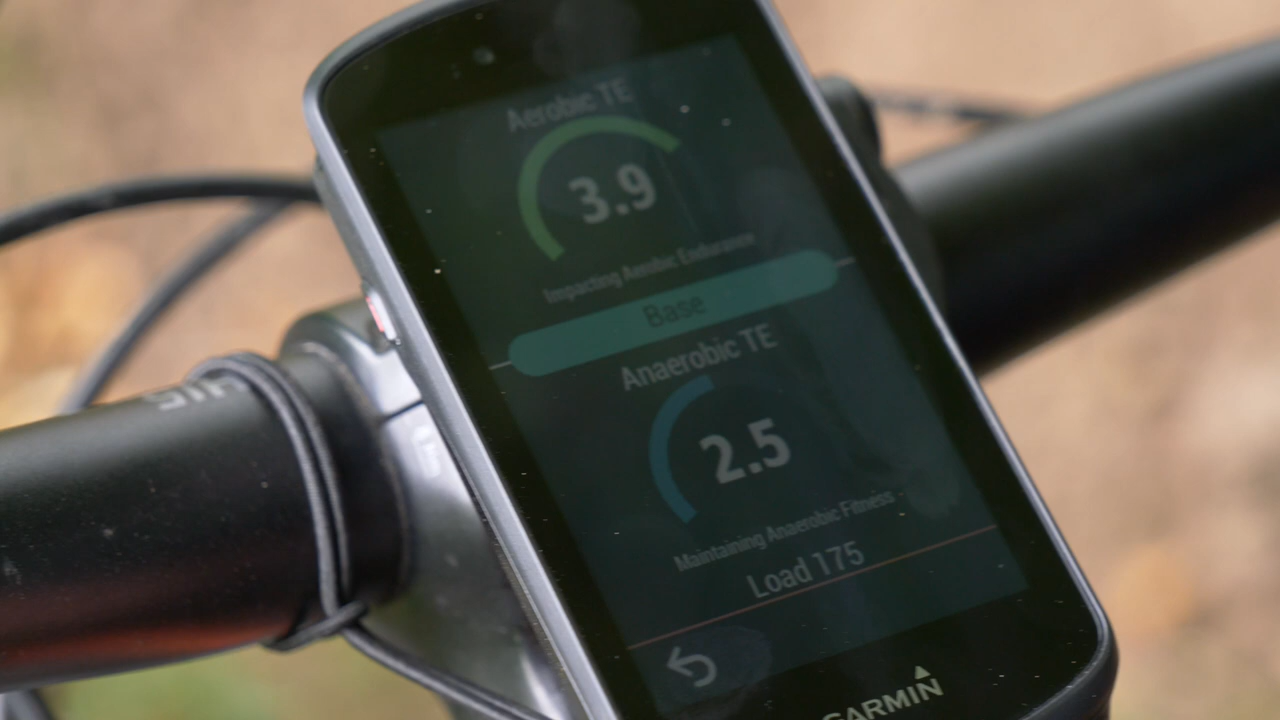 Aerobic TE
3.9
Impacting Aerobic Endurance
Base
Anaerobic TE
2.5
Maintaining Anaerobic Fitness
Load 175
GARMIN